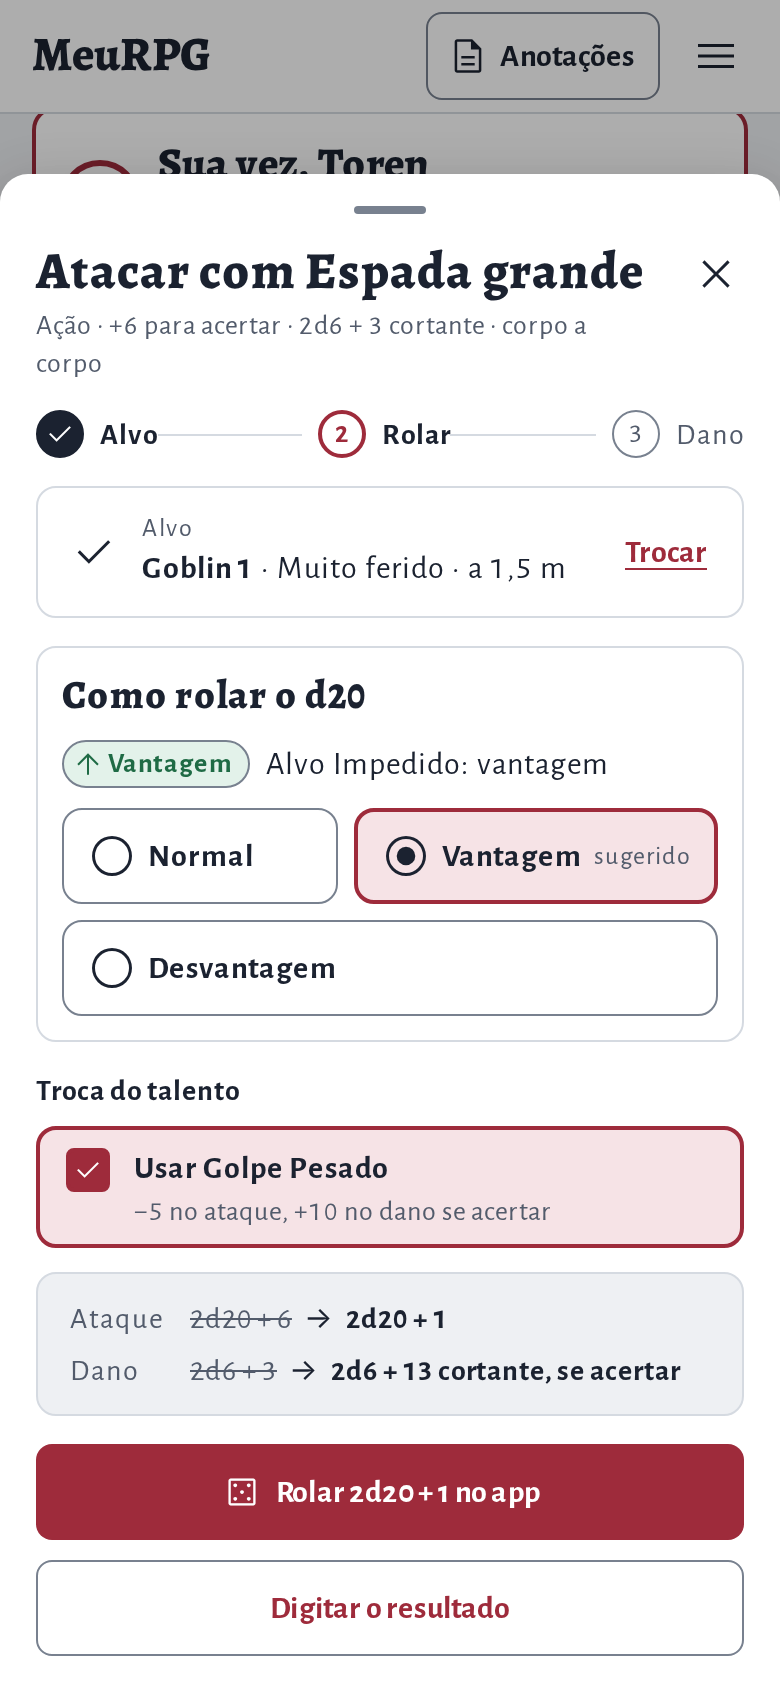 MeuRPG
Anotações
Sua vez, Toren
Atacar com Espada grande
Ação · +6 para acertar · 2d6 + 3 cortante · corpo a
corpo
Alvo
2 Rolar
3 Dano
Alvo
Goblin 1 · Muito ferido · a 1,5 m
Trocar
Como rolar o d20
↑ Vantagem Alvo Impedido: vantagem
Normal
Vantagem sugerido
Desvantagem
Troca do talento
Usar Golpe Pesado
−5 no ataque, +10 no dano se acertar
Ataque 2d20 + 6 → 2d20 + 1
Dano 2d6 + 3 → 2d6 + 13 cortante, se acertar
Rolar 2d20 + 1 no app
Digitar o resultado